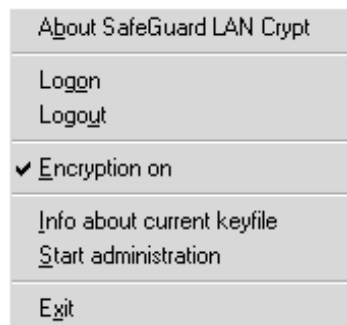 About SafeGuard LAN Crypt
Logon
Logout
Encryption on
Info about current keyfile
Start administration
Exit